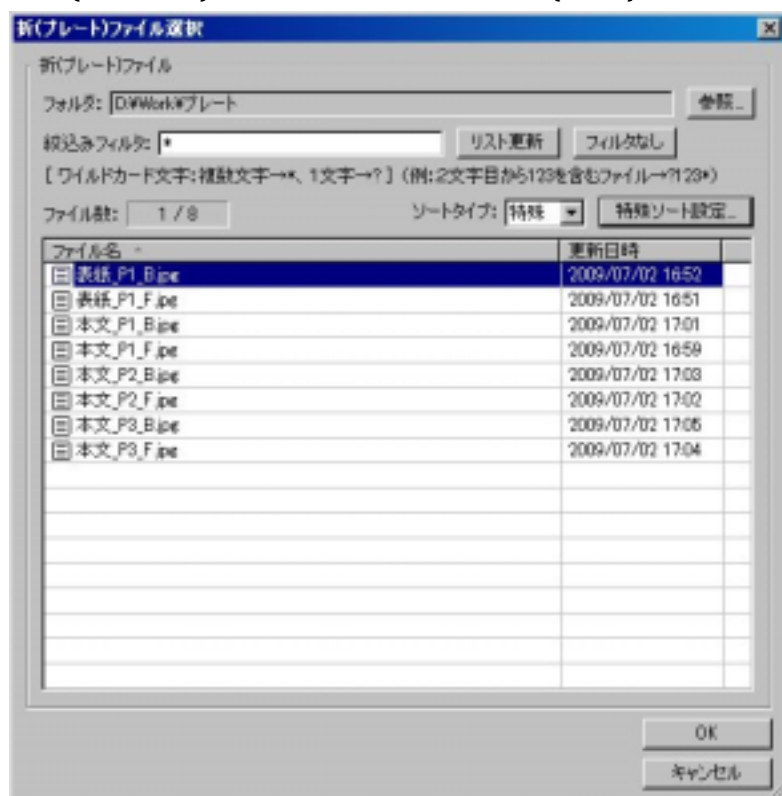 折(プレート)ファイル選択
折(プレート)ファイル
フォルダ: D:¥Work¥プレート 参照...
絞込みフィルタ: * リスト更新 フィルタなし
[ ワイルドカード文字:複数文字→*、1文字→? ] (例:2文字目から123を含むファイル→?123*)
ファイル数: 1 / 8 ソートタイプ: 特殊 特殊ソート設定...
ファイル名 更新日時
表紙_P1_B.jpg 2009/07/02 16:52
表紙_P1_F.jpg 2009/07/02 16:51
本文_P1_B.jpg 2009/07/02 17:01
本文_P1_F.jpg 2009/07/02 16:59
本文_P2_B.jpg 2009/07/02 17:03
本文_P2_F.jpg 2009/07/02 17:02
本文_P3_B.jpg 2009/07/02 17:05
本文_P3_F.jpg 2009/07/02 17:04
OK
キャンセル